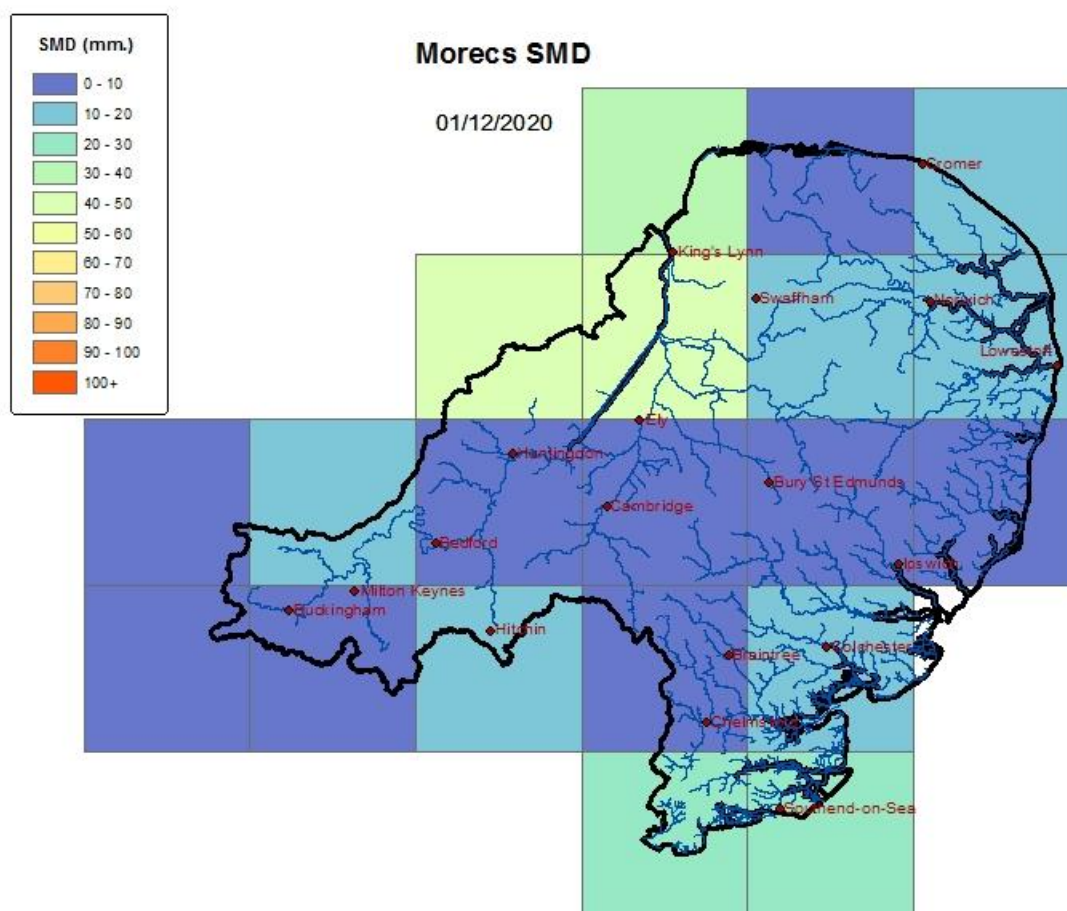 SMD (mm.)
0 - 10
10 - 20
20 - 30
30 - 40
40 - 50
50 - 60
60 - 70
70 - 80
80 - 90
90 - 100
100+
Morecs SMD
01/12/2020
Cromer
King's Lynn
Swaffham
Norwich
Lowestoft
Ely
Huntingdon
Bury St Edmunds
Cambridge
Bedford
Ipswich
Milton Keynes
Buckingham
Hitchin
Colchester
Braintree
Chelmsford
Southend-on-Sea